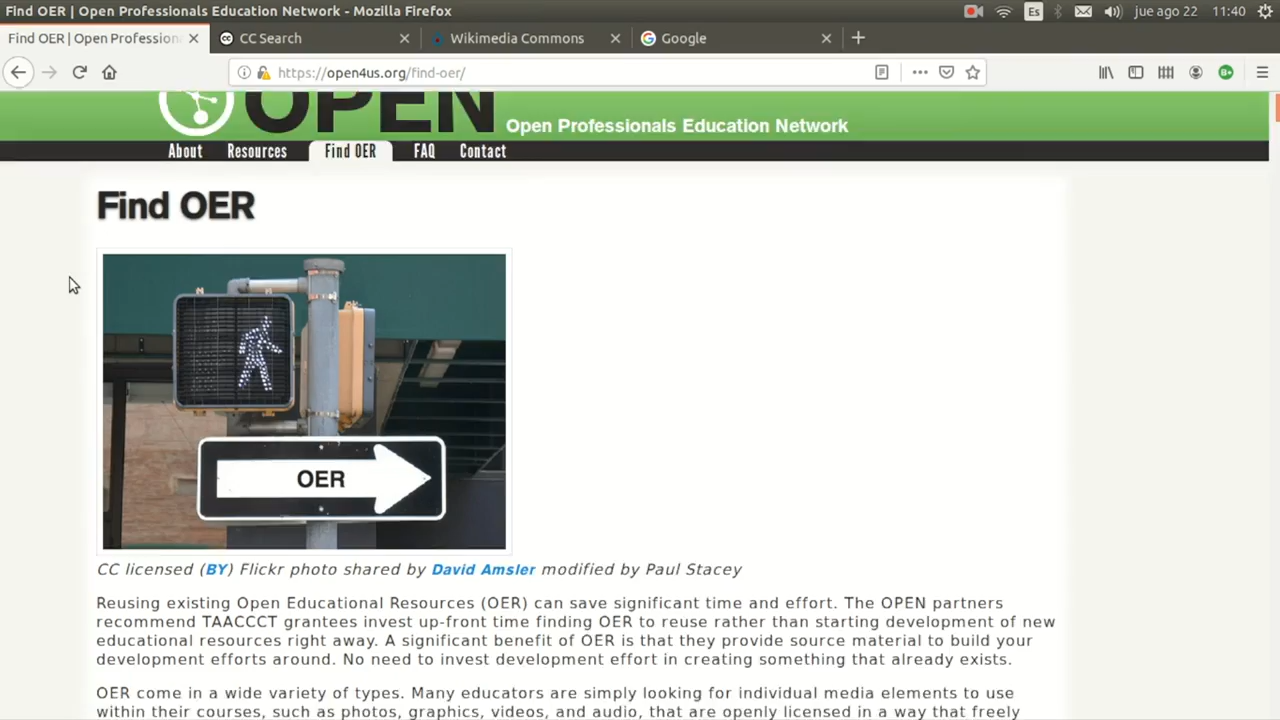 Find OER | Open Professionals Education Network - Mozilla Firefox
Es
jue ago 22 11:40
Find OER | Open Profession
CC Search
Wikimedia Commons
Google
https://open4us.org/find-oer/
OPEN
Open Professionals Education Network
About Resources Find OER FAQ Contact
Find OER
OER
CC licensed (BY) Flickr photo shared by David Amsler modified by Paul Stacey
Reusing existing Open Educational Resources (OER) can save significant time and effort. The OPEN partners
recommend TAACCCT grantees invest up-front time finding OER to reuse rather than starting development of new
educational resources right away. A significant benefit of OER is that they provide source material to build your
development efforts around. No need to invest development effort in creating something that already exists.
OER come in a wide variety of types. Many educators are simply looking for individual media elements to use
within their courses, such as photos, graphics, videos, and audio, that are openly licensed in a way that freely